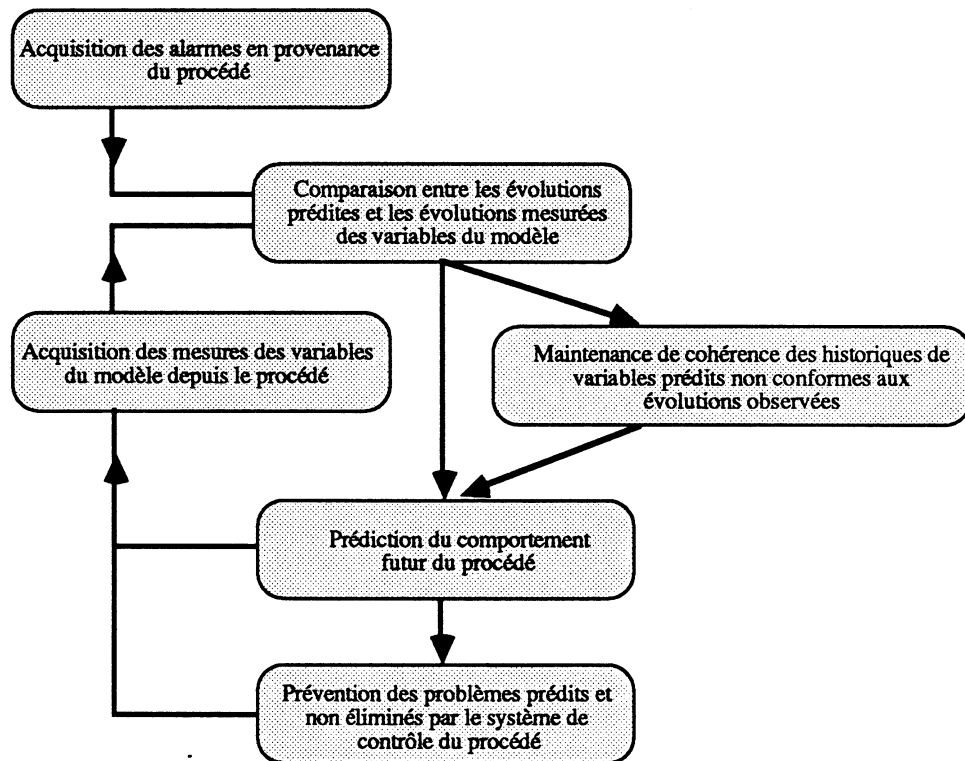 Acquisition des alarmes en provenance
du procédé
Comparaison entre les évolutions
prédites et les évolutions mesurées
des variables du modèle
Acquisition des mesures des variables
du modèle depuis le procédé
Maintenance de cohérence des historiques de
variables prédits non conformes aux
évolutions observées
Prédiction du comportement
futur du procédé
Prévention des problèmes prédits et
non éliminés par le système de
contrôle du procédé